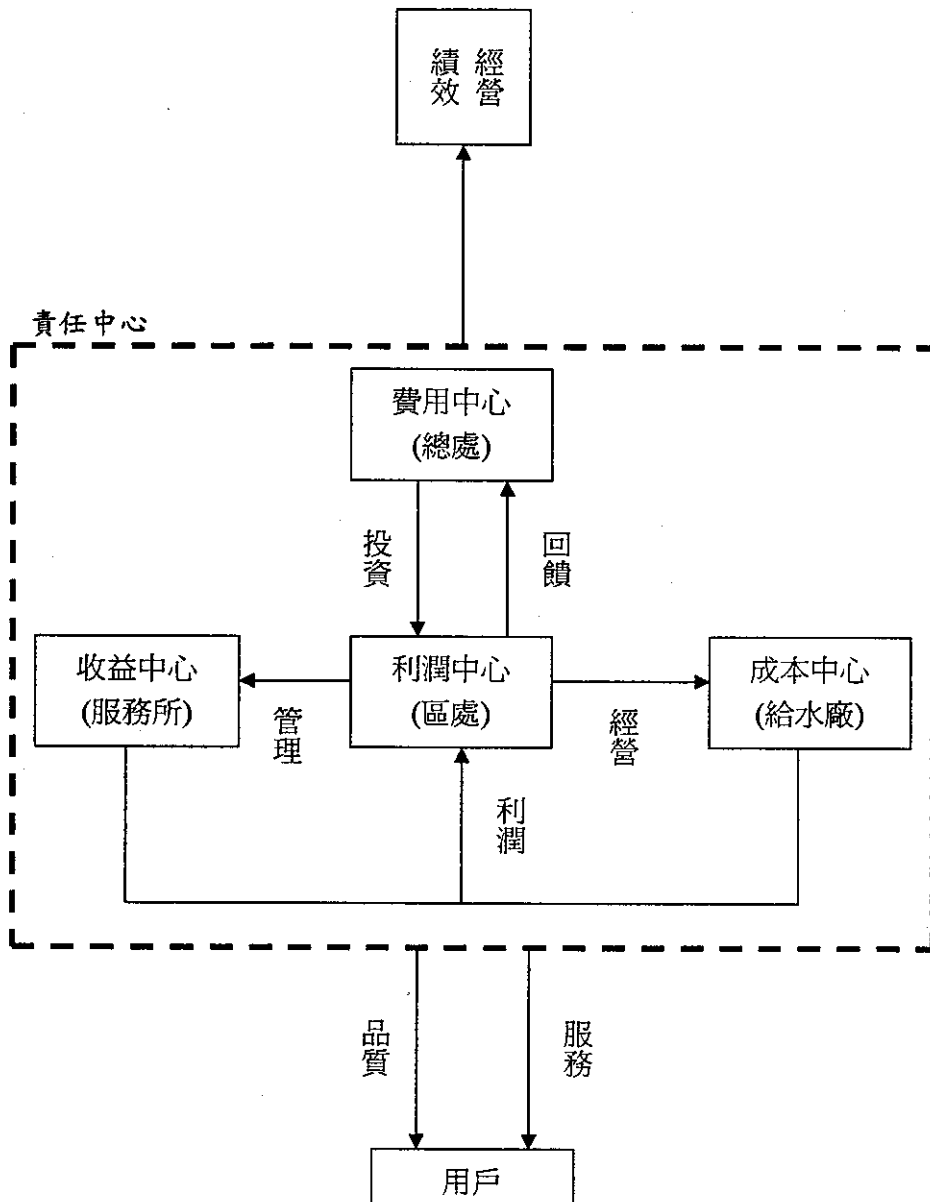 經營
績效
責任中心
費用中心
(總處)
投資
回饋
收益中心
(服務所)
管理
利潤中心
(區處)
經營
成本中心
(給水廠)
利潤
品質
服務
用戶